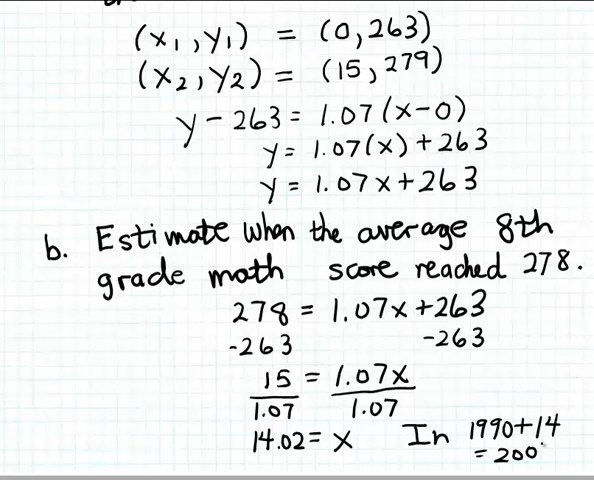 (x₁,y₁) = (0,263)
(x₂,y₂) = (15,279)
y-263 = 1.07(x-0)
y = 1.07(x)+263
y = 1.07x+263
b. Estimate when the average 8th
grade math score reached 278.
278 = 1.07x+263
-263 -263
15 = 1.07x
1.07 1.07
14.02 = x In 1990+14
= 200